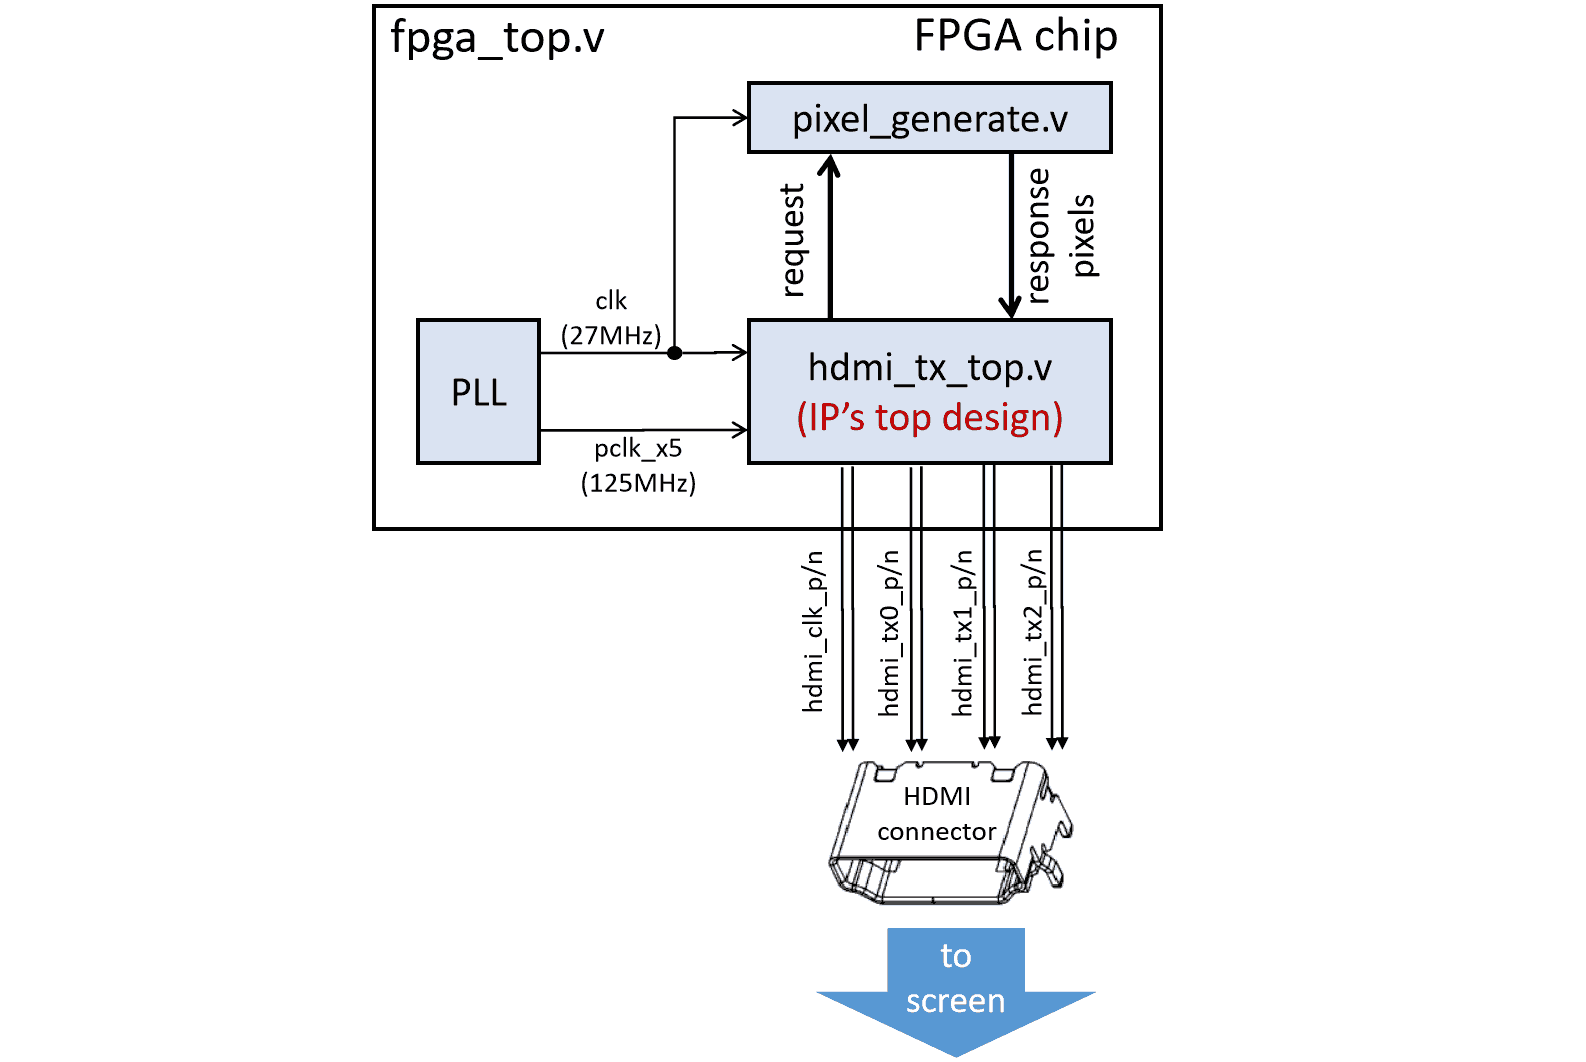 fpga_top.v
FPGA chip
pixel_generate.v
request
response
pixels
clk
(27MHz)
PLL
hdmi_tx_top.v
(IP's top design)
pclk_x5
(125MHz)
hdmi_clk_p/n
hdmi_tx0_p/n
hdmi_tx1_p/n
hdmi_tx2_p/n
HDMI
connector
to
screen